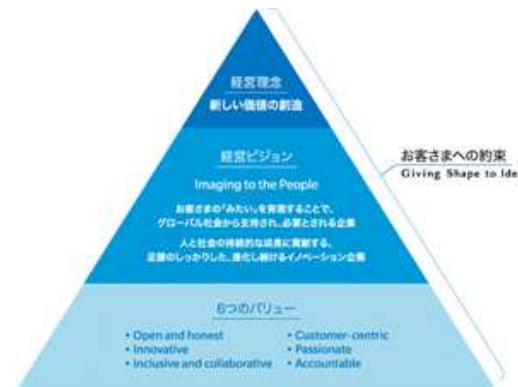 経営理念
新しい価値の創造
経営ビジョン
Imaging to the People
お客さまの「みたい」を実現することで、
グローバル社会から支持され、必要とされる企業
人と社会の持続的な成長に貢献する、
足腰のしっかりした、進化し続けるイノベーション企業
お客さまへの約束
Giving Shape to Ide
6つのバリュー
• Open and honest
• Innovative
• Inclusive and collaborative
• Customer-centric
• Passionate
• Accountable